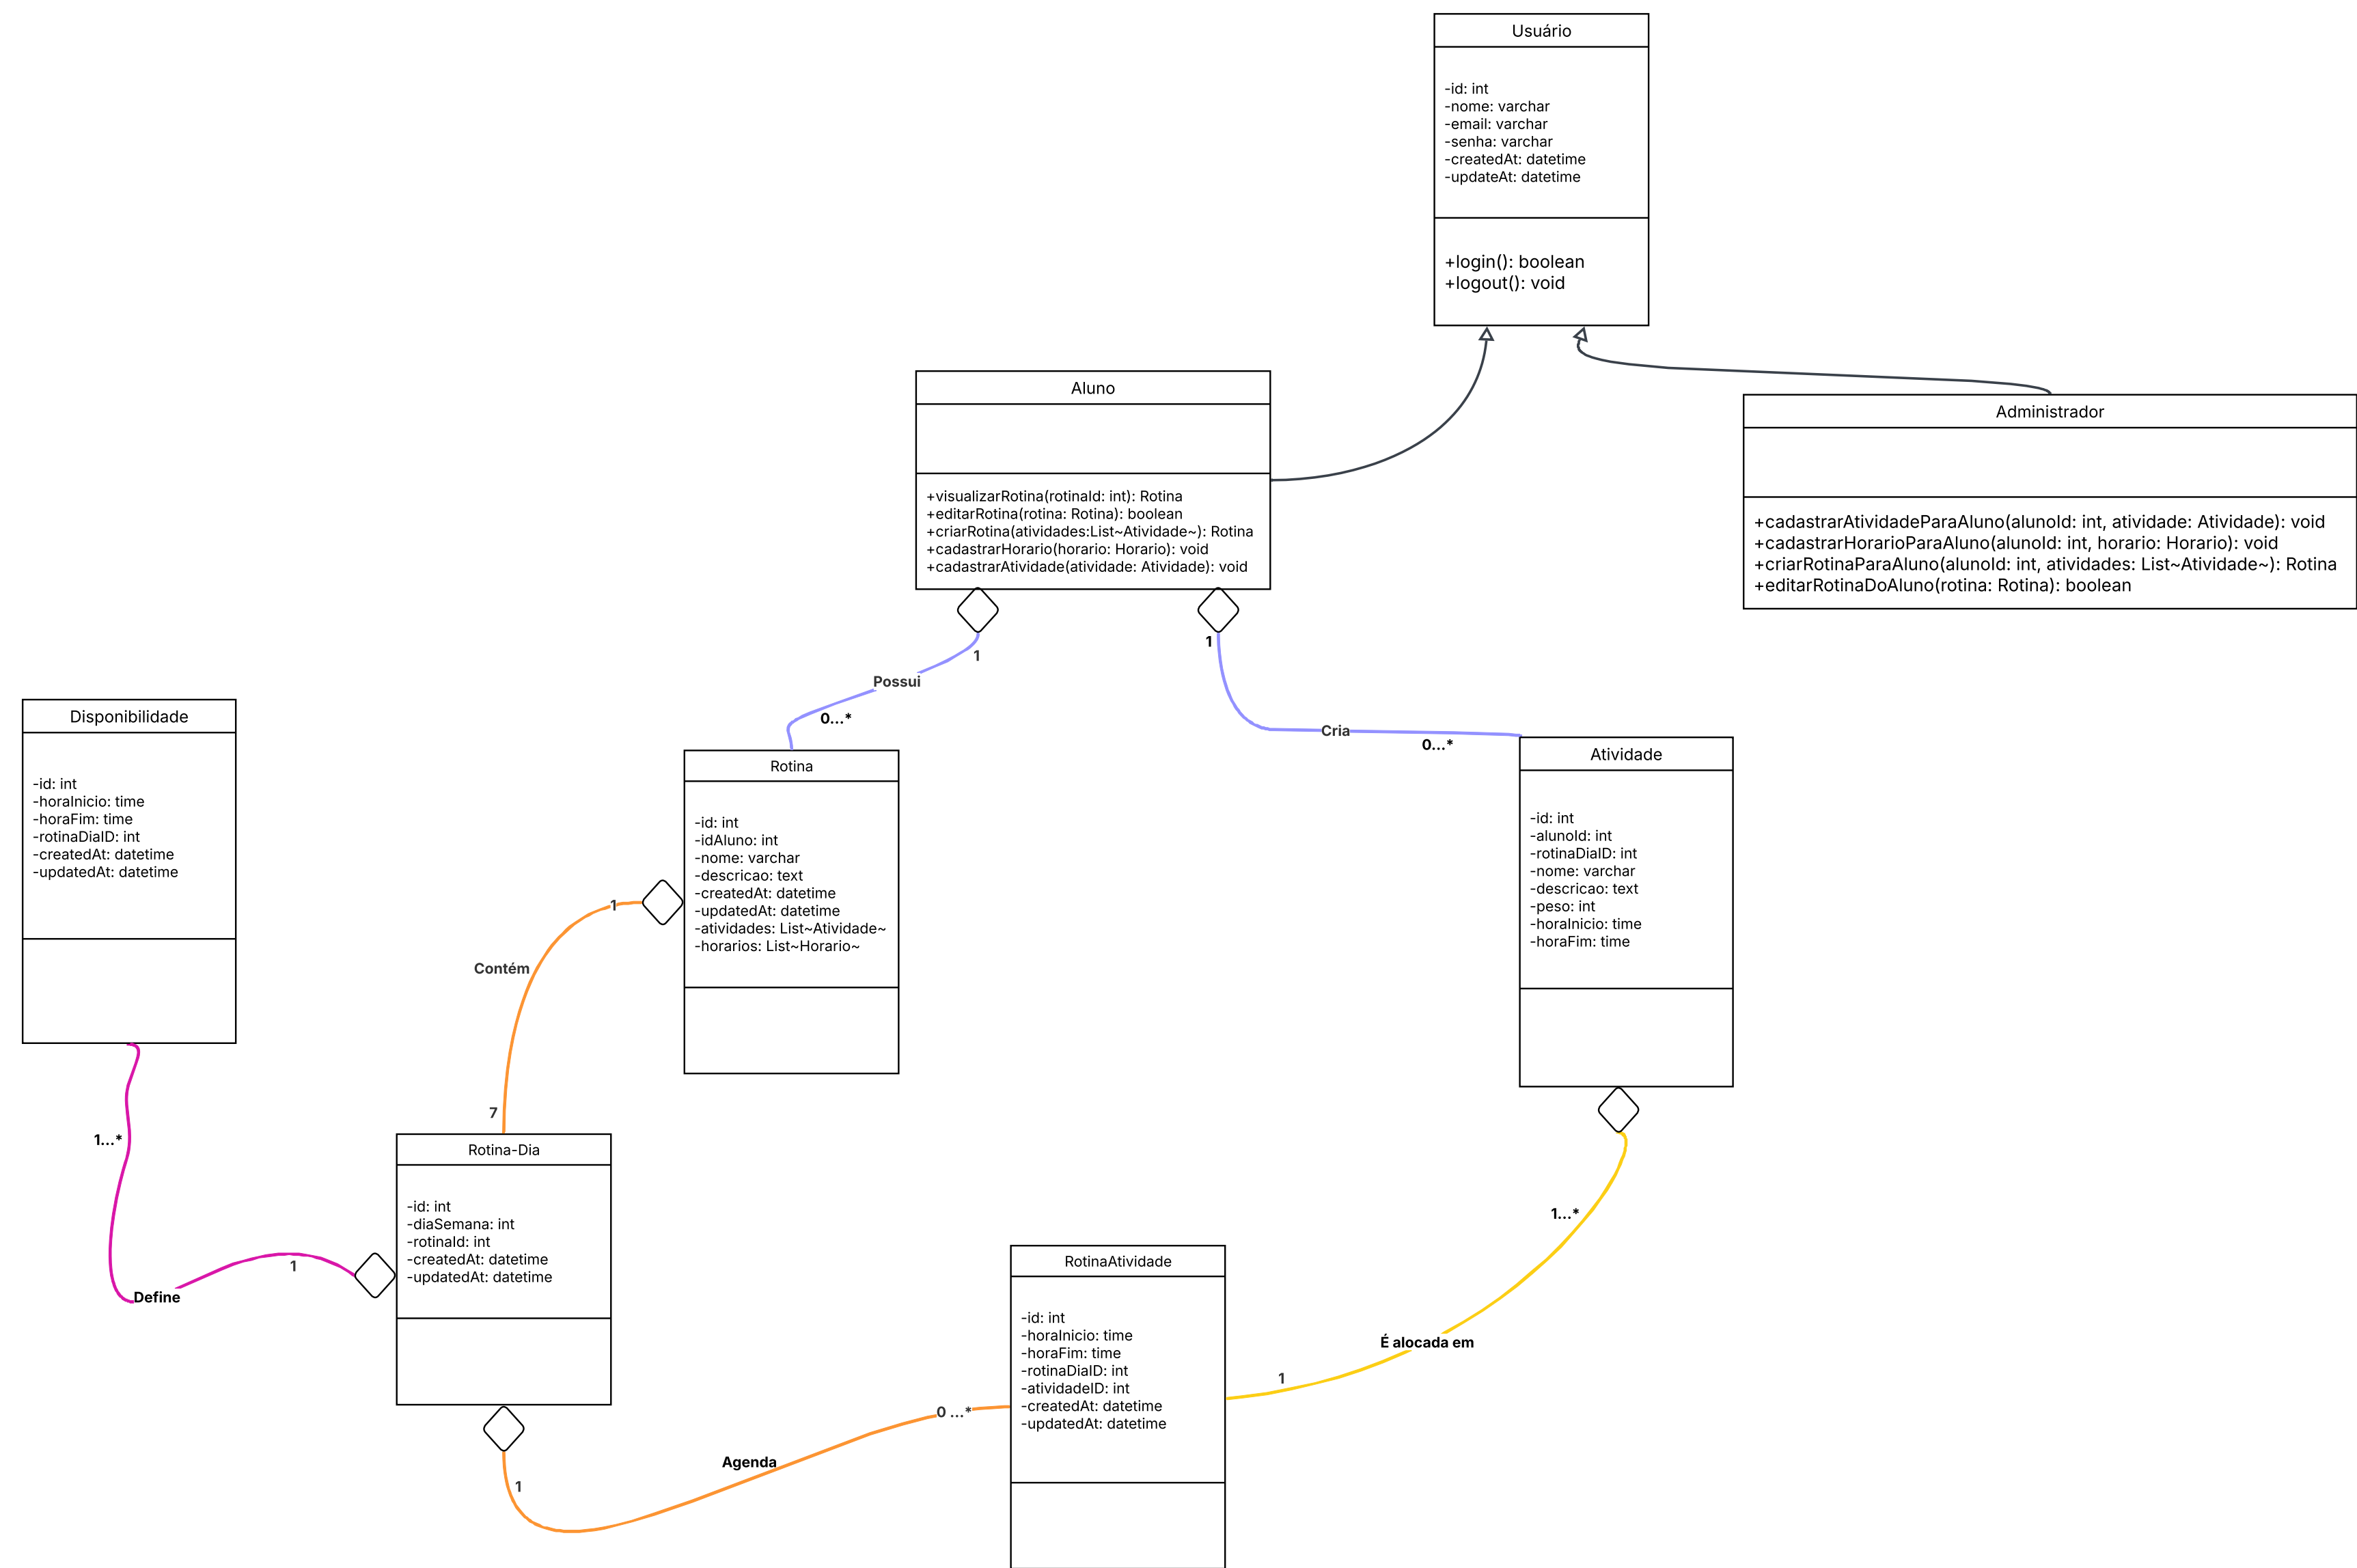 Usuário
-id: int
-nome: varchar
-email: varchar
-senha: varchar
-createdAt: datetime
-updateAt: datetime
+login(): boolean
+logout(): void
Aluno
+visualizarRotina(rotinaId: int): Rotina
+editarRotina(rotina: Rotina): boolean
+criarRotina(atividades:List~Atividade~): Rotina
+cadastrarHorario(horario: Horario): void
+cadastrarAtividade(atividade: Atividade): void
Administrador
+cadastrarAtividadeParaAluno(alunoId: int, atividade: Atividade): void
+cadastrarHorarioParaAluno(alunoId: int, horario: Horario): void
+criarRotinaParaAluno(alunoId: int, atividades: List~Atividade~): Rotina
+editarRotinaDoAluno(rotina: Rotina): boolean
1
Possui
0...*
1
Cria
0...*
Disponibilidade
-id: int
-horaInicio: time
-horaFim: time
-rotinaDiaID: int
-createdAt: datetime
-updatedAt: datetime
Rotina
-id: int
-idAluno: int
-nome: varchar
-descricao: text
-createdAt: datetime
-updatedAt: datetime
-atividades: List~Atividade~
-horarios: List~Horario~
Atividade
-id: int
-alunoId: int
-rotinaDiaID: int
-nome: varchar
-descricao: text
-peso: int
-horaInicio: time
-horaFim: time
1
Contém
7
1...*
Define
1
Rotina-Dia
-id: int
-diaSemana: int
-rotinaId: int
-createdAt: datetime
-updatedAt: datetime
1
Agenda
0 ...*
RotinaAtividade
-id: int
-horaInicio: time
-horaFim: time
-rotinaDiaID: int
-atividadeID: int
-createdAt: datetime
-updatedAt: datetime
1...*
É alocada em
1